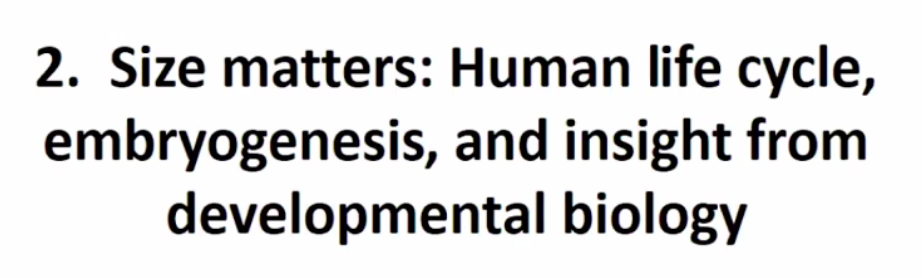 2. Size matters: Human life cycle,
embryogenesis, and insight from
developmental biology